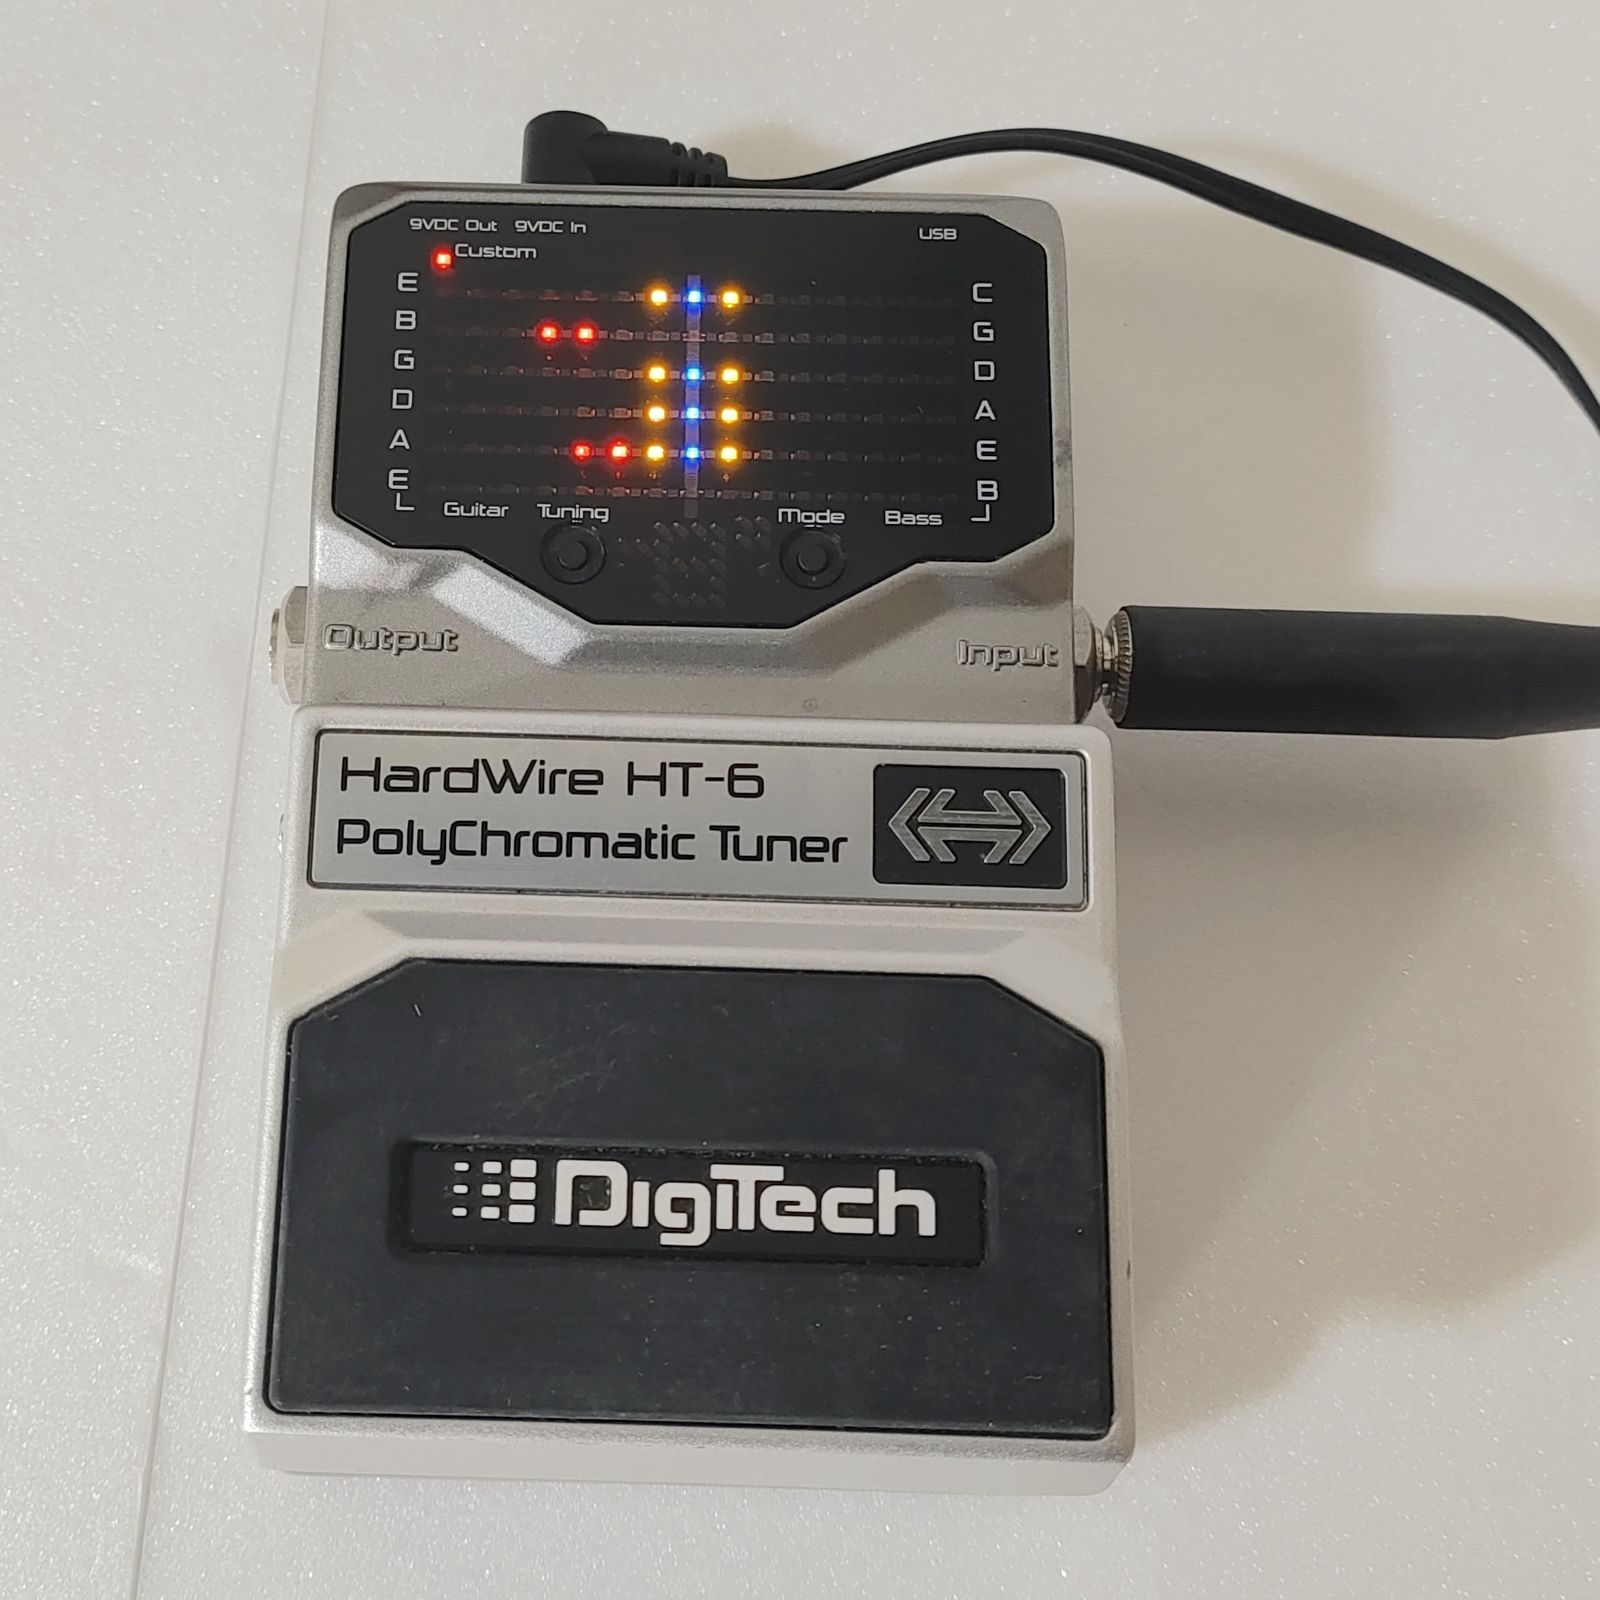 9VDC Out 9VDC In USB
Custom
E C
B G
G D
D A
A E
E B
Guitar Tuning Mode Bass
Output Input
HardWire HT-6
PolyChromatic Tuner
DigiTech